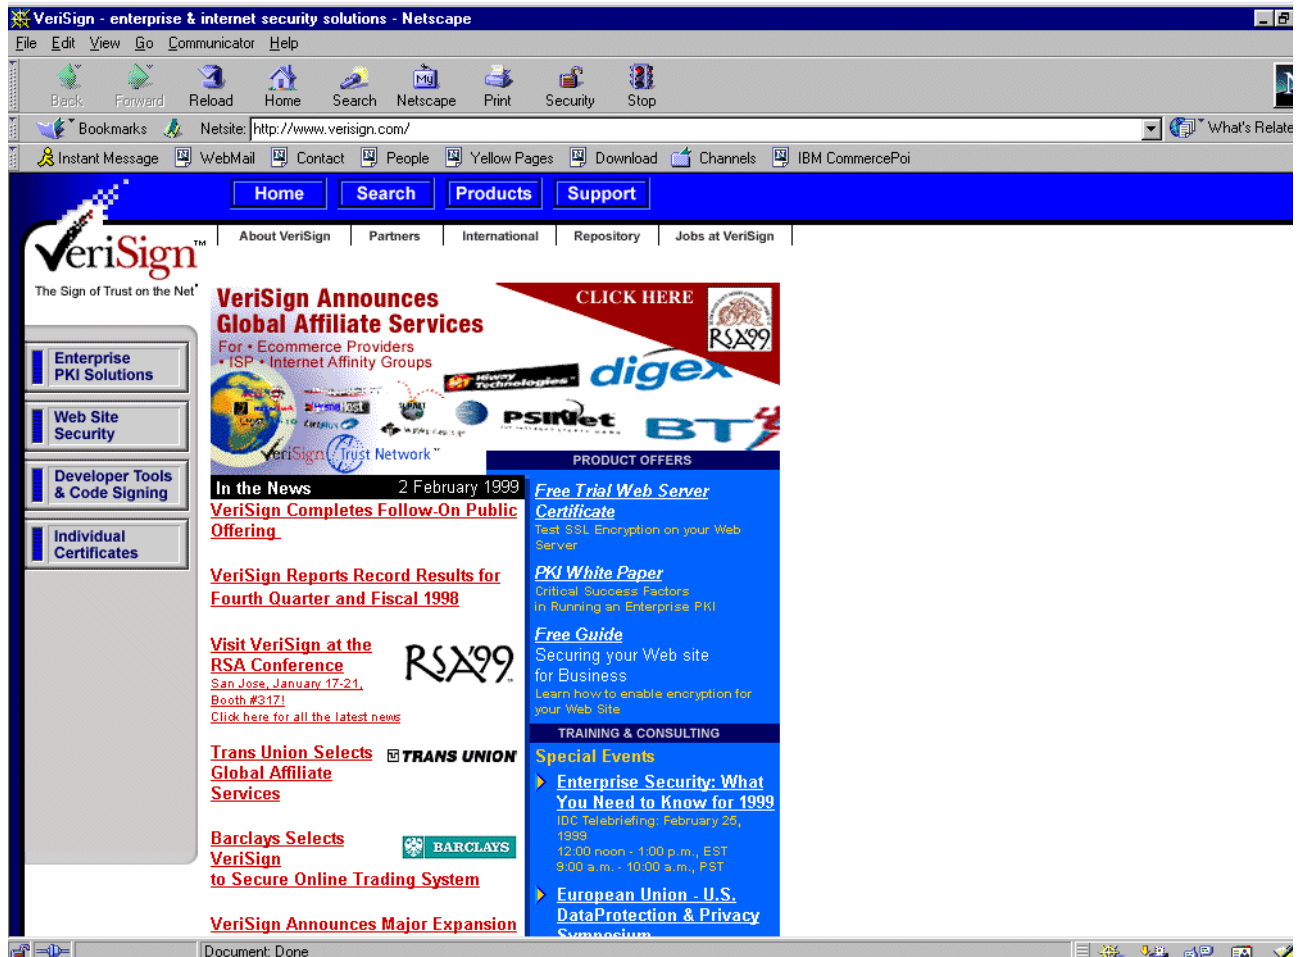 VeriSign - enterprise & internet security solutions - Netscape
File Edit View Go Communicator Help
Back Forward Reload Home Search Netscape Print Security Stop
My
Bookmarks Netsite: http://www.verisign.com/ What's Relate
Instant Message WebMail Contact People Yellow Pages Download Channels IBM CommercePoi
Home Search Products Support
VeriSign™
The Sign of Trust on the Net
About VeriSign Partners International Repository Jobs at VeriSign
Enterprise
PKI Solutions
Web Site
Security
Developer Tools
& Code Signing
Individual
Certificates
VeriSign Announces
Global Affiliate Services
For • Ecommerce Providers
• ISP • Internet Affinity Groups
CLICK HERE
RSA'99
Hiway
Technologies
digex
PSINet
BT
VeriSign Trust Network
In the News 2 February 1999
VeriSign Completes Follow-On Public
Offering
VeriSign Reports Record Results for
Fourth Quarter and Fiscal 1998
Visit VeriSign at the
RSA Conference
San Jose, January 17-21,
Booth #317!
Click here for all the latest news
RSA'99
Trans Union Selects
Global Affiliate
Services
TRANS UNION
Barclays Selects
VeriSign
to Secure Online Trading System
BARCLAYS
VeriSign Announces Major Expansion
PRODUCT OFFERS
Free Trial Web Server
Certificate
Test SSL Encryption on your Web
Server
PKI White Paper
Critical Success Factors
in Running an Enterprise PKI
Free Guide
Securing your Web site
for Business
Learn how to enable encryption for
your Web Site
TRAINING & CONSULTING
Special Events
Enterprise Security: What
You Need to Know for 1999
IDC Telebriefing: February 25,
1999
12:00 noon - 1:00 p.m., EST
9:00 a.m. - 10:00 a.m., PST
European Union - U.S.
DataProtection & Privacy
Symposium
Document: Done